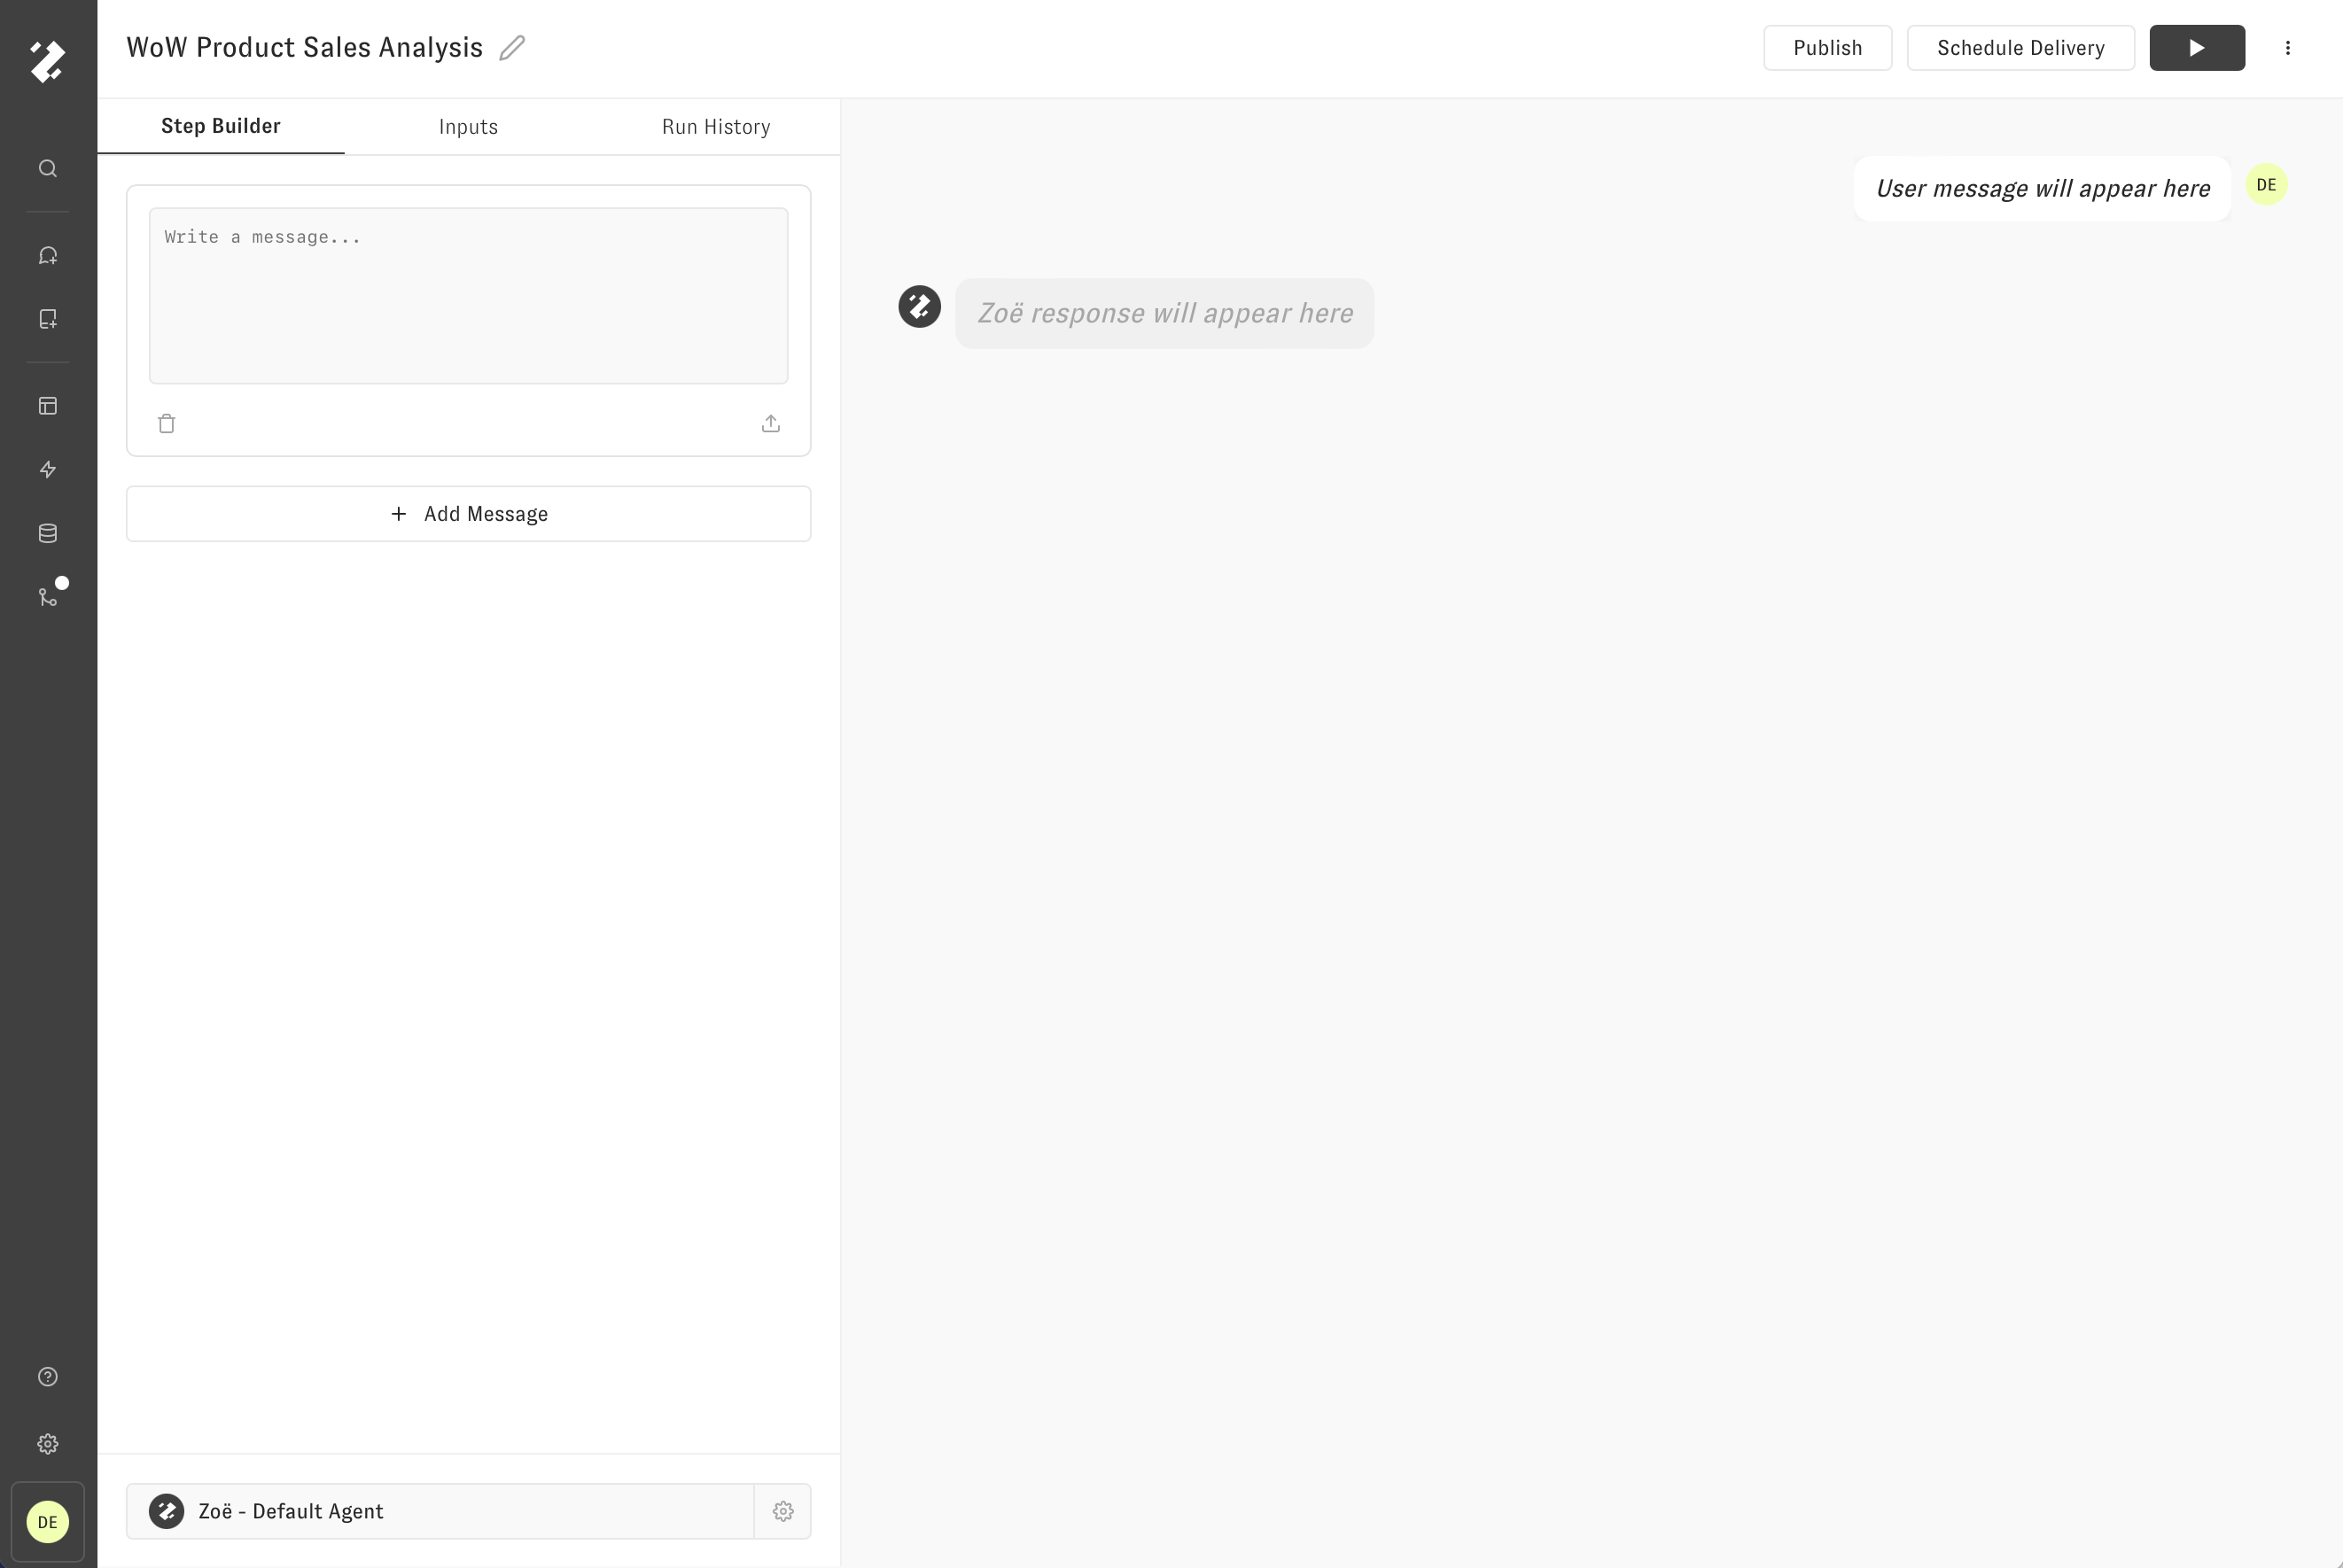 WoW Product Sales Analysis
Publish
Schedule Delivery
Step Builder
Inputs
Run History
Write a message...
+ Add Message
User message will appear here
DE
Zoë response will appear here
Zoë - Default Agent
DE